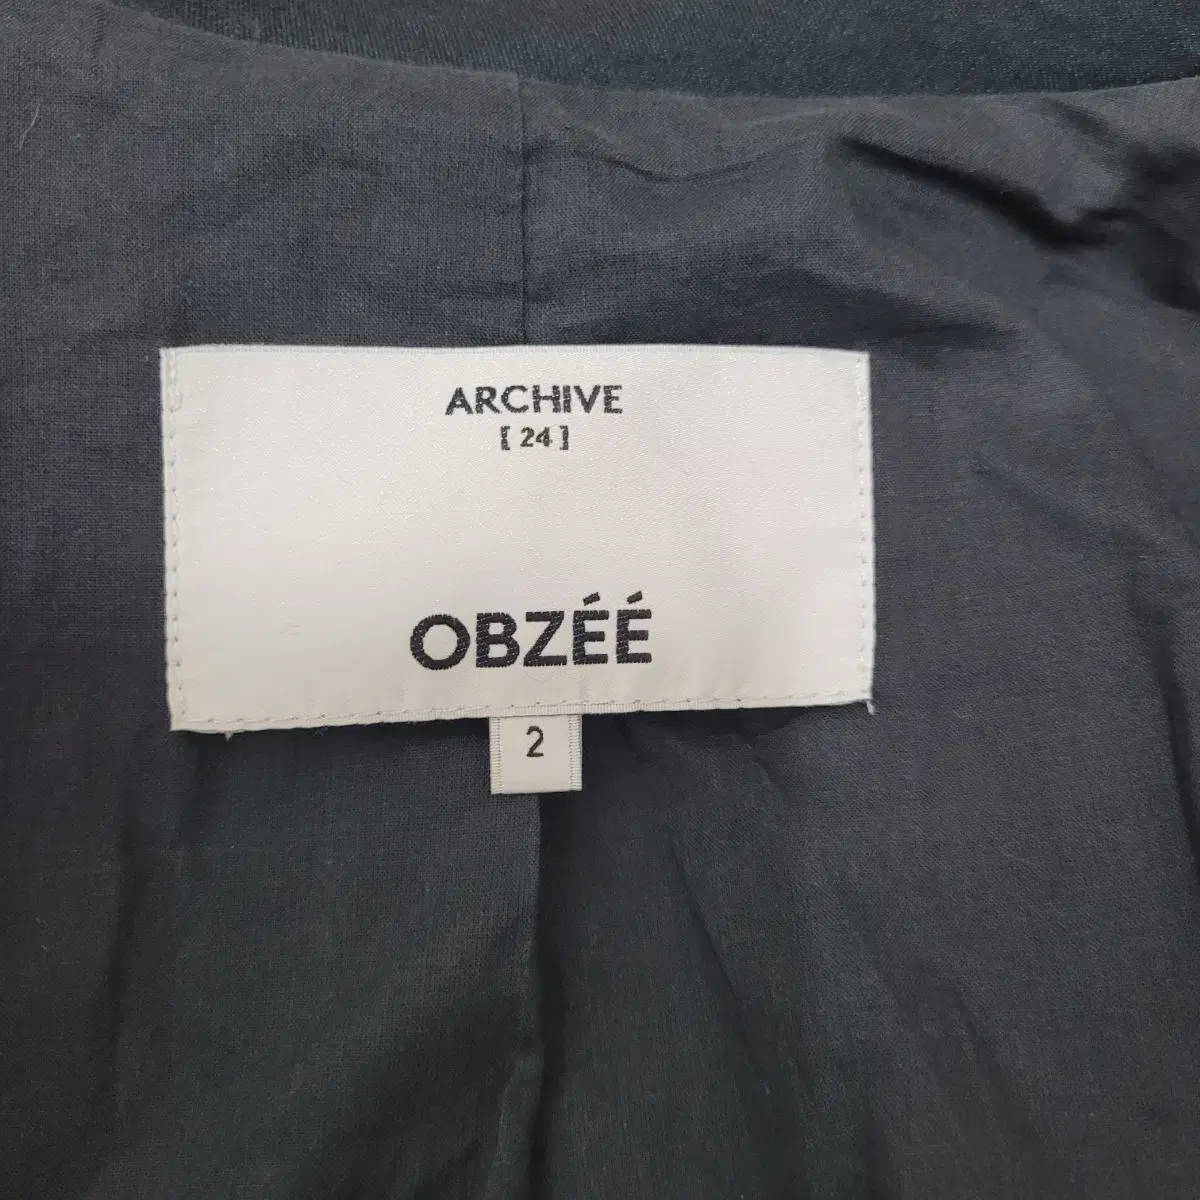 ARCHIVE
[ 24 ]
OBZÉÉ
2